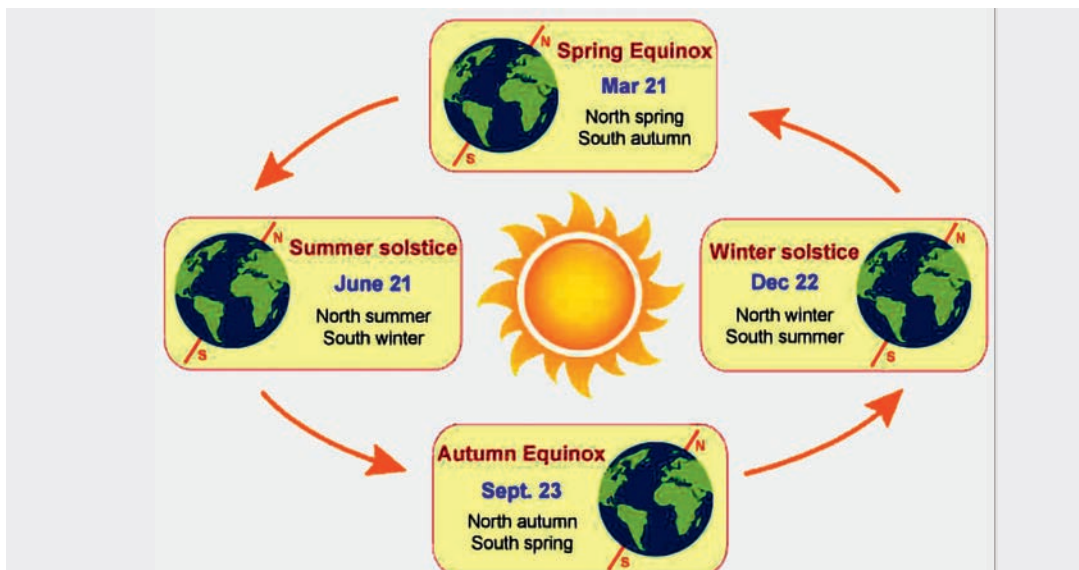 N
Spring Equinox
Mar 21
North spring
South autumn
S
N
Summer solstice
June 21
North summer
South winter
S
N
Winter solstice
Dec 22
North winter
South summer
S
N
Autumn Equinox
Sept. 23
North autumn
South spring
S